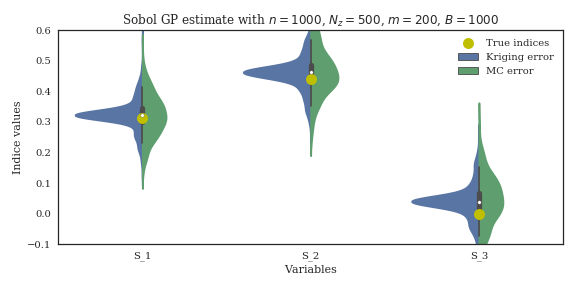 Sobol GP estimate with n = 1000, N_z = 500, m = 200, B = 1000
True indices
Kriging error
MC error
Indice values
0.6
0.5
0.4
0.3
0.2
0.1
0.0
−0.1
S_1
S_2
S_3
Variables